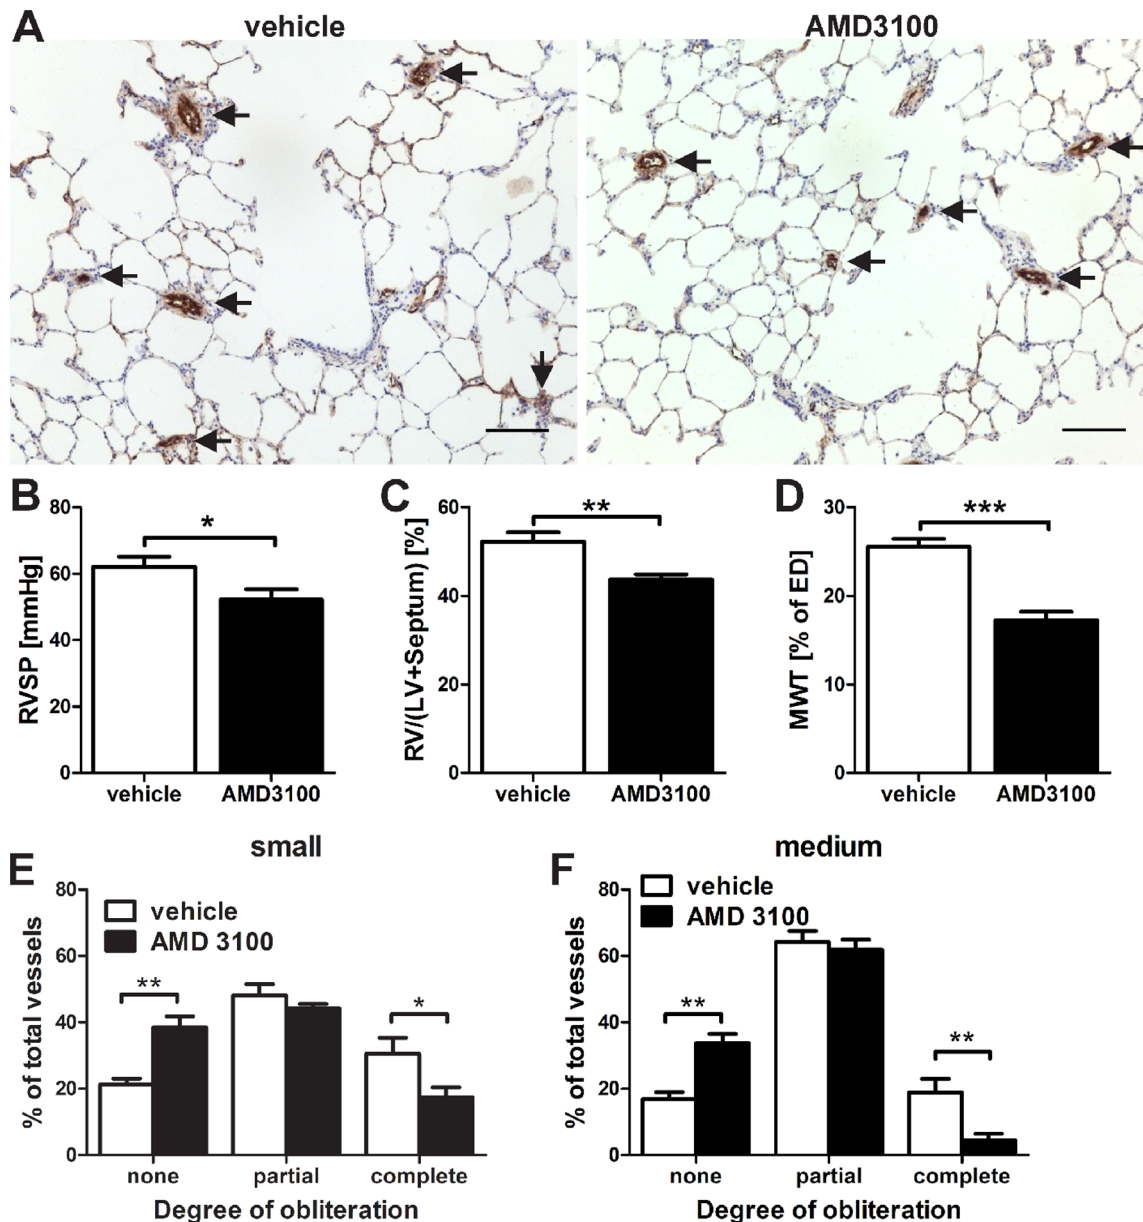 A
vehicle
AMD3100
B
RVSP [mmHg]
80
60
40
20
0
*
vehicle
AMD3100
C
RV/(LV+Septum) [%]
60
40
20
0
**
vehicle
AMD3100
D
MWT [% of ED]
30
20
10
0
***
vehicle
AMD3100
E
small
% of total vessels
80
60
40
20
0
vehicle
AMD 3100
**
*
none
partial
complete
Degree of obliteration
F
medium
% of total vessels
80
60
40
20
0
vehicle
AMD 3100
**
**
none
partial
complete
Degree of obliteration